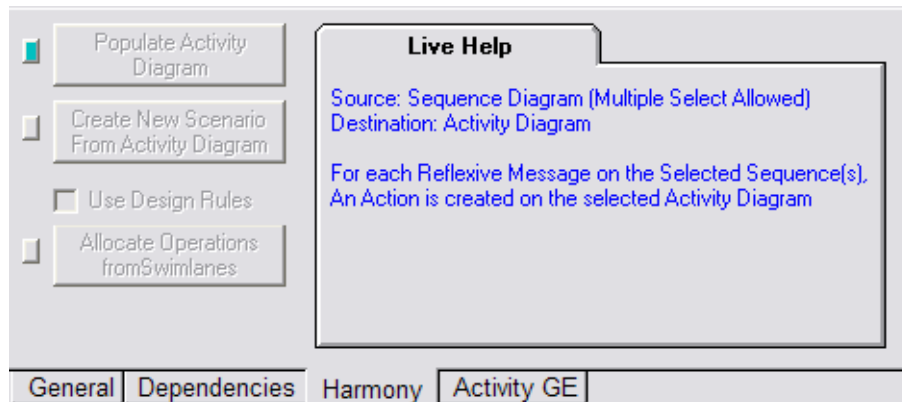 Populate Activity
Diagram
Create New Scenario
From Activity Diagram
Use Design Rules
Allocate Operations
fromSwimlanes
Live Help
Source: Sequence Diagram (Multiple Select Allowed)
Destination: Activity Diagram
For each Reflexive Message on the Selected Sequence(s),
An Action is created on the selected Activity Diagram
General Dependencies Harmony Activity GE